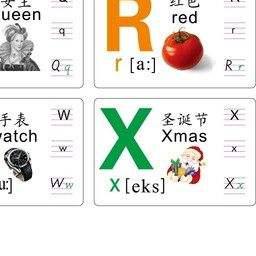 女王
ueen
q
Q q
R
红色
red
R
r
r [a:]
R r
手表
watch
W
w
u:]
W w
X
圣诞节
Xmas
X
x
x [eks]
X x